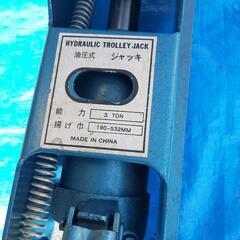 HYDRAULIC TROLLEY JACK
油圧式 ジャッキ
能力 3 TON
揚げ巾 190-532MM
MADE IN CHINA